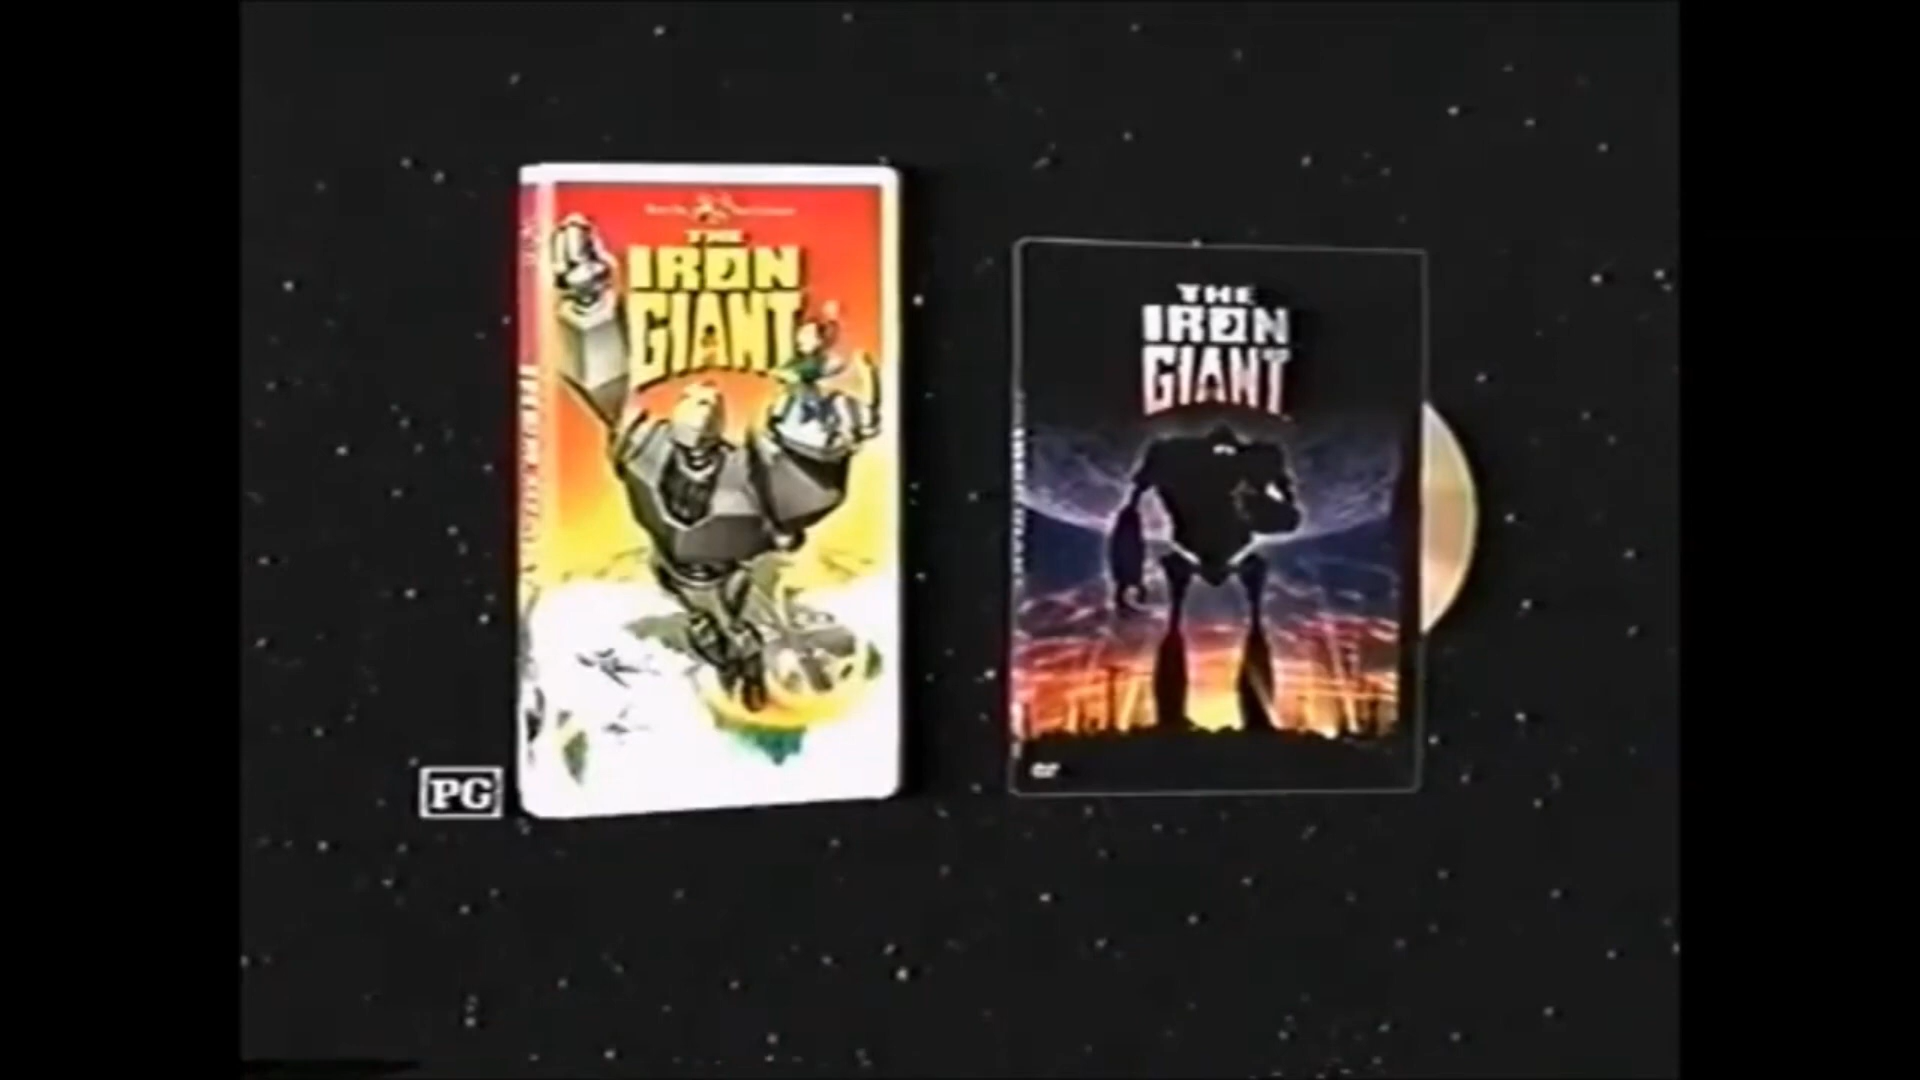 THE
IRON
GIANT
THE
IRON
GIANT
PG